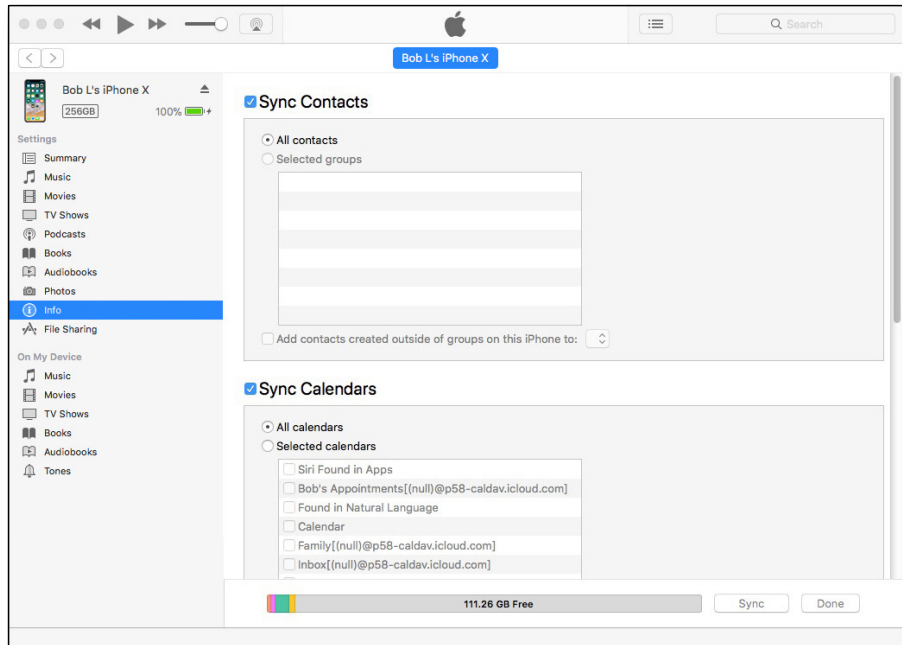 Search
Bob L's iPhone X
Bob L's iPhone X
256GB 100%
Settings
Summary
Music
Movies
TV Shows
Podcasts
Books
Audiobooks
Photos
Info
File Sharing
On My Device
Music
Movies
TV Shows
Books
Audiobooks
Tones
Sync Contacts
All contacts
Selected groups
Add contacts created outside of groups on this iPhone to:
Sync Calendars
All calendars
Selected calendars
Siri Found in Apps
Bob's Appointments[(null)@p58-caldav.icloud.com]
Found in Natural Language
Calendar
Family[(null)@p58-caldav.icloud.com]
Inbox[(null)@p58-caldav.icloud.com]
111.26 GB Free Sync Done